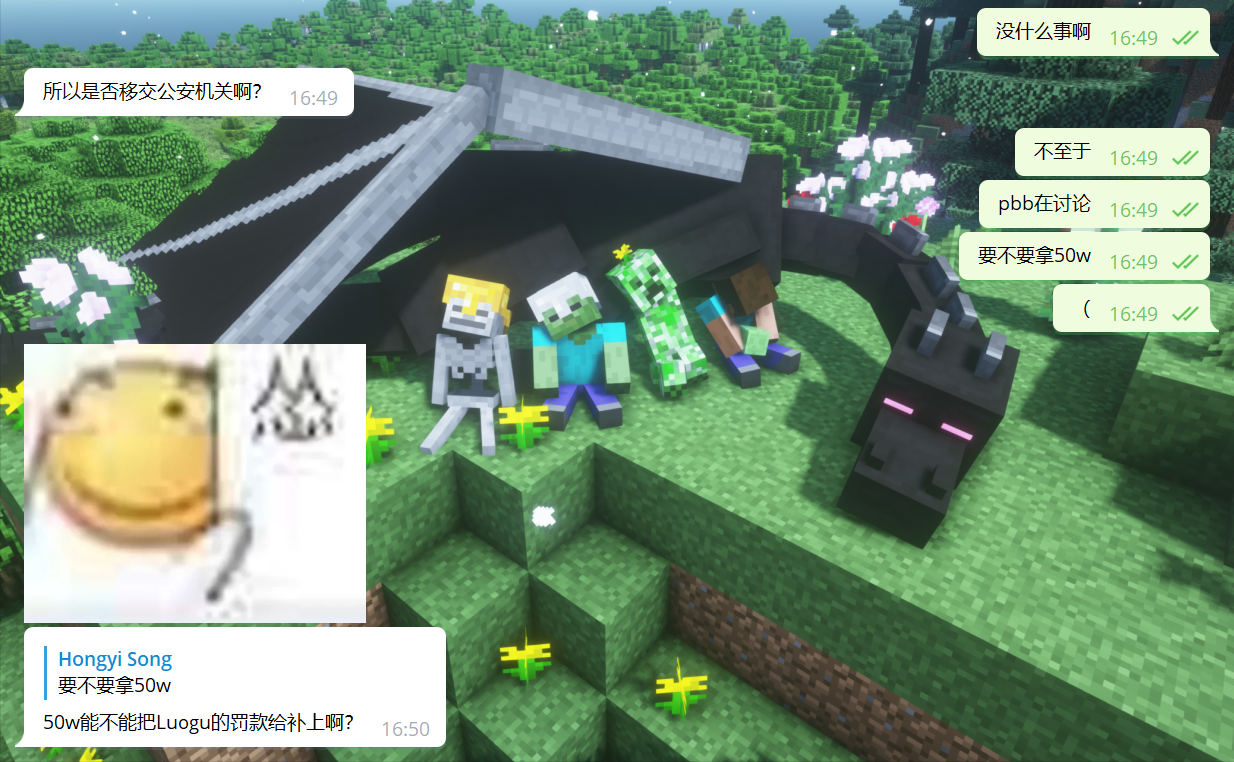 没什么事啊 16:49
所以是否移交公安机关啊? 16:49
不至于 16:49
pbb在讨论 16:49
要不要拿50w 16:49
( 16:49
Hongyi Song
要不要拿50w
50w能不能把Luogu的罚款给补上啊? 16:50